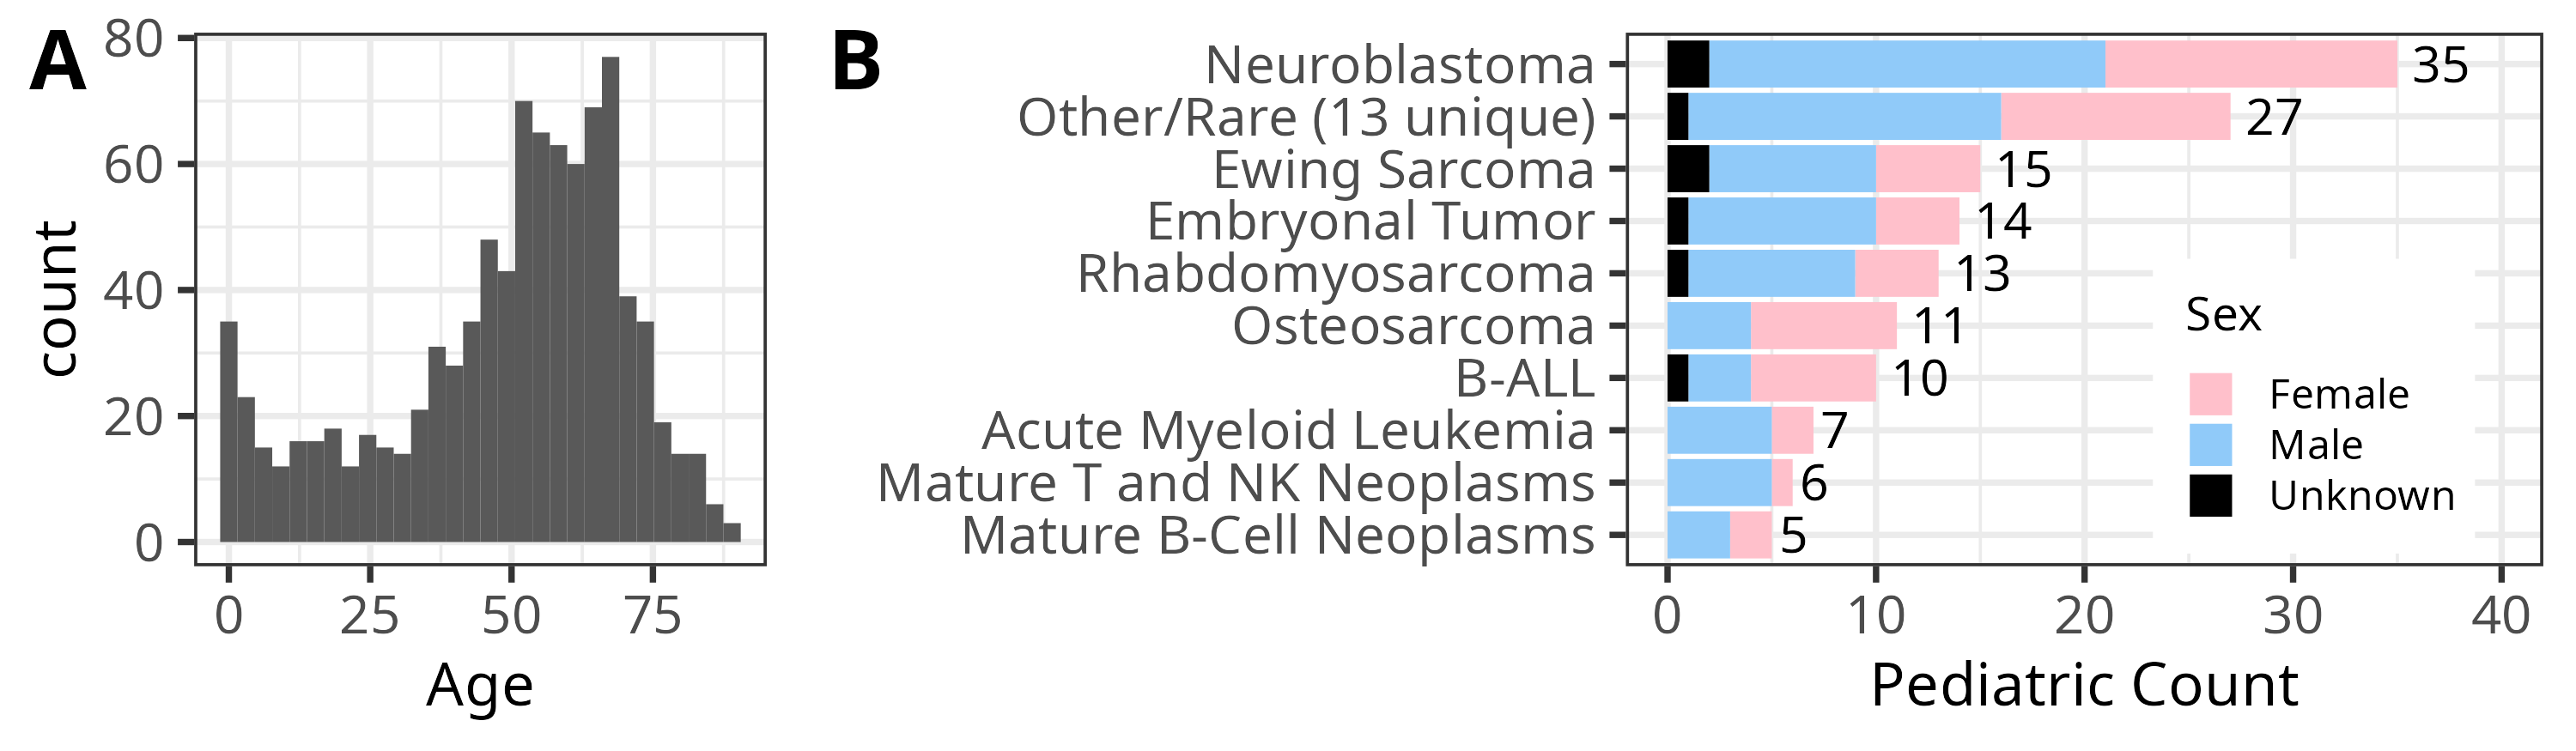 A
80
60
40
20
0
count
0 25 50 75
Age
B
Neuroblastoma 35
Other/Rare (13 unique) 27
Ewing Sarcoma 15
Embryonal Tumor 14
Rhabdomyosarcoma 13
Osteosarcoma 11
B-ALL 10
Acute Myeloid Leukemia 7
Mature T and NK Neoplasms 6
Mature B-Cell Neoplasms 5
Sex
Female
Male
Unknown
0 10 20 30 40
Pediatric Count